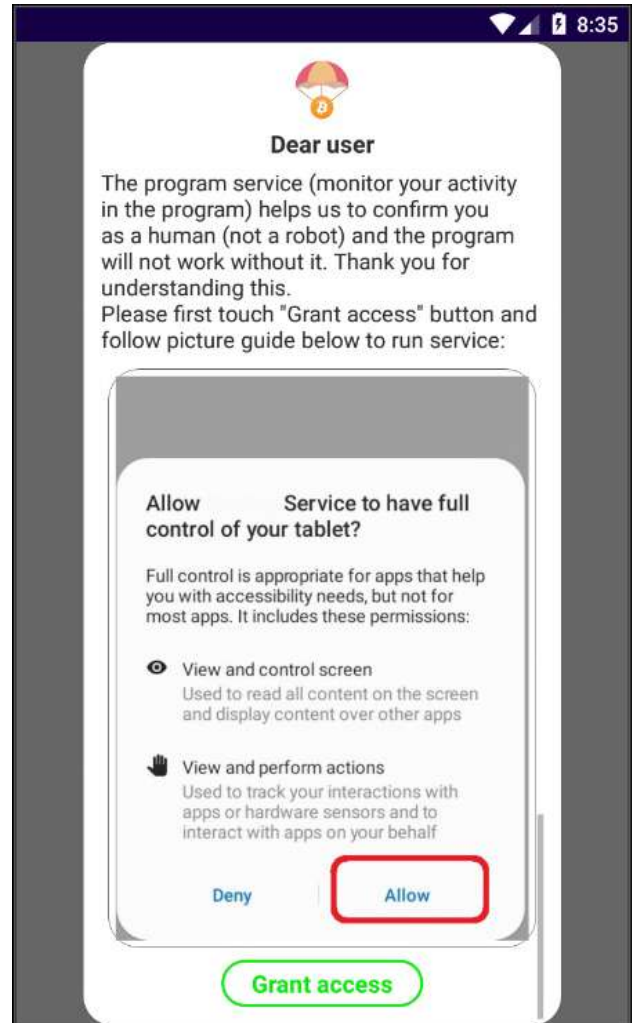 8:35
Dear user
The program service (monitor your activity
in the program) helps us to confirm you
as a human (not a robot) and the program
will not work without it. Thank you for
understanding this.
Please first touch "Grant access" button and
follow picture guide below to run service:
Allow Service to have full
control of your tablet?
Full control is appropriate for apps that help
you with accessibility needs, but not for
most apps. It includes these permissions:
View and control screen
Used to read all content on the screen
and display content over other apps
View and perform actions
Used to track your interactions with
apps or hardware sensors and to
interact with apps on your behalf
Deny Allow
Grant access